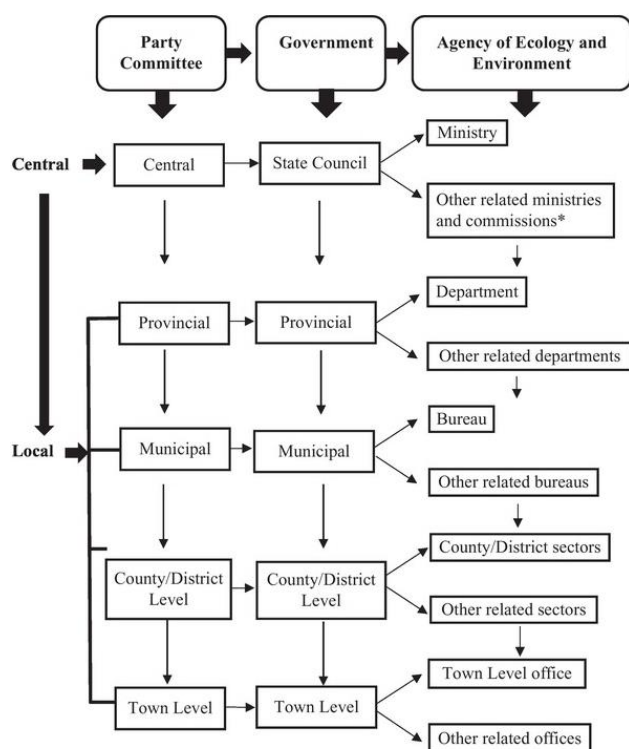 Party
Committee
Government
Agency of Ecology and
Environment
Central
Central
State Council
Ministry
Other related ministries
and commissions*
Provincial
Provincial
Department
Other related departments
Local
Municipal
Municipal
Bureau
Other related bureaus
County/District
Level
County/District
Level
County/District sectors
Other related sectors
Town Level
Town Level
Town Level office
Other related offices